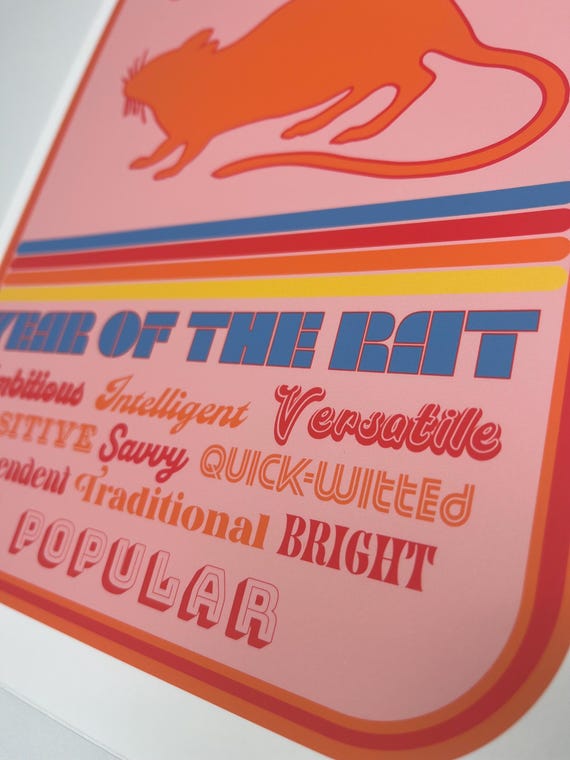 YEAR OF THE RAT
mbitious Intelligent Versatile
SITIVE Savvy QUICK-WITTED
endent Traditional BRIGHT
POPULAR